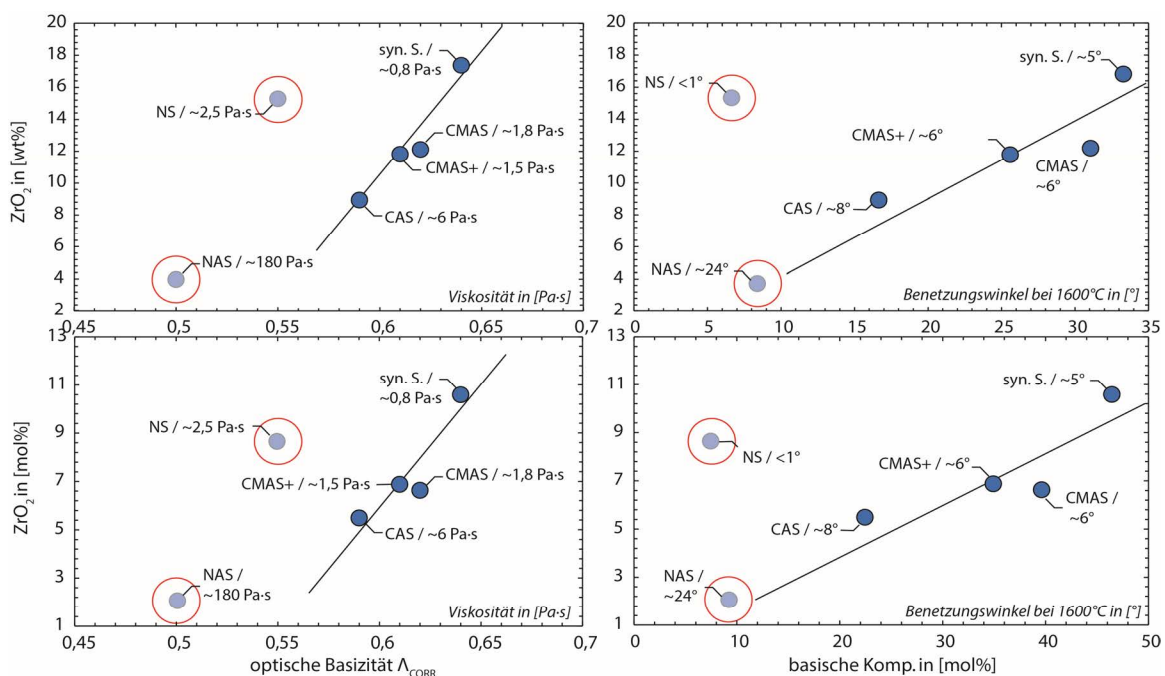 ZrO₂ in [wt%]
20
18
16
14
12
10
8
6
4
2
syn. S. /
~0,8 Pa·s
NS / ~2,5 Pa·s
CMAS / ~1,8 Pa·s
CMAS+ / ~1,5 Pa·s
CAS / ~6 Pa·s
NAS / ~180 Pa·s
Viskosität in [Pa·s]
0,45 0,5 0,55 0,6 0,65 0,7
20
18
16
14
12
10
8
6
4
2
syn. S. / ~5°
NS / <1°
CMAS+ / ~6°
CMAS /
~6°
CAS / ~8°
NAS / ~24°
Benetzungswinkel bei 1600°C in [°]
0 5 10 15 20 25 30 35
ZrO₂ in [mol%]
13
11
9
7
5
3
1
syn. S. /
~0,8 Pa·s
NS / ~2,5 Pa·s
CMAS+ / ~1,5 Pa·s
CMAS / ~1,8 Pa·s
CAS / ~6 Pa·s
NAS /
~180 Pa·s
Viskosität in [Pa·s]
0,45 0,5 0,55 0,6 0,65 0,7
optische Basizität Λ_CORR
13
11
9
7
5
3
1
syn. S. / ~5°
NS / <1°
CMAS+ / ~6°
CMAS /
~6°
CAS / ~8°
NAS /
~24°
Benetzungswinkel bei 1600°C in [°]
0 10 20 30 40 50
basische Komp. in [mol%]